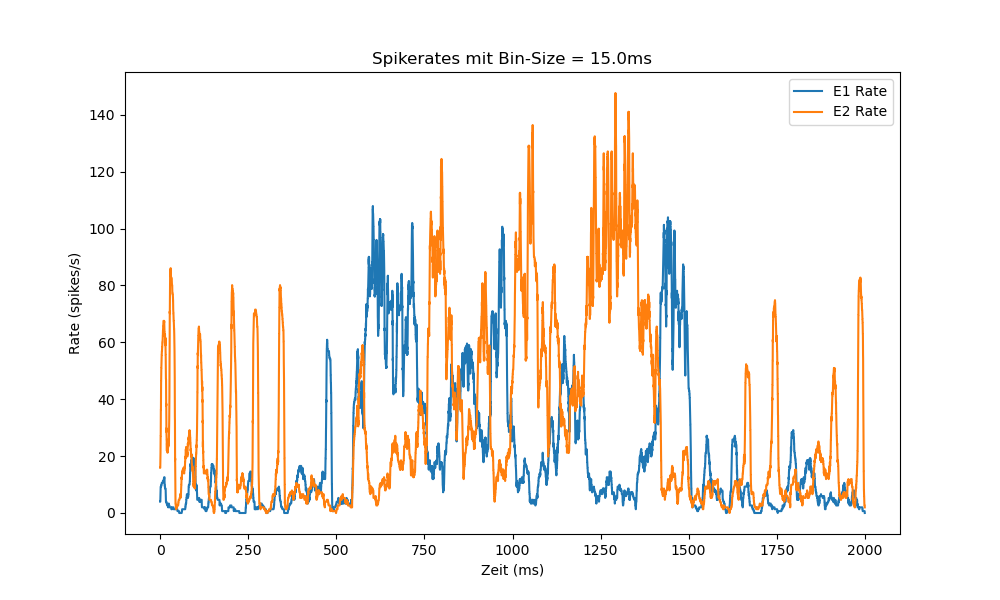 Spikerates mit Bin-Size = 15.0ms
E1 Rate
E2 Rate
140
120
100
80
60
40
20
0
Rate (spikes/s)
0 250 500 750 1000 1250 1500 1750 2000
Zeit (ms)